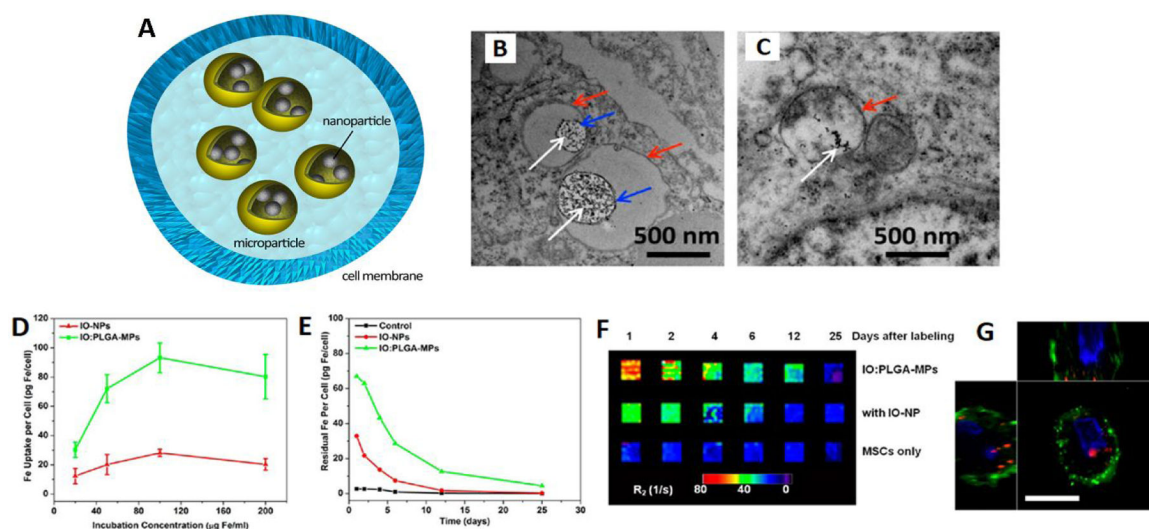 A
nanoparticle
microparticle
cell membrane
B
500 nm
C
500 nm
D
IO-NPs
IO:PLGA-MPs
Fe Uptake per Cell (pg Fe/cell)
120
100
80
60
40
20
0
0
50
100
150
200
Incubation Concentration (μg Fe/ml)
E
Control
IO-NPs
IO:PLGA-MPs
Residual Fe Per Cell (pg Fe/cell)
100
80
60
40
20
0
0
5
10
15
20
25
30
Time (days)
F
1 2 4 6 12 25 Days after labeling
IO:PLGA-MPs
with IO-NP
MSCs only
R2 (1/s)
80 40 0
G